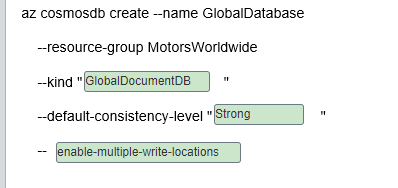 az cosmosdb create --name GlobalDatabase
--resource-group MotorsWorldwide
--kind "GlobalDocumentDB "
--default-consistency-level "Strong "
-- enable-multiple-write-locations